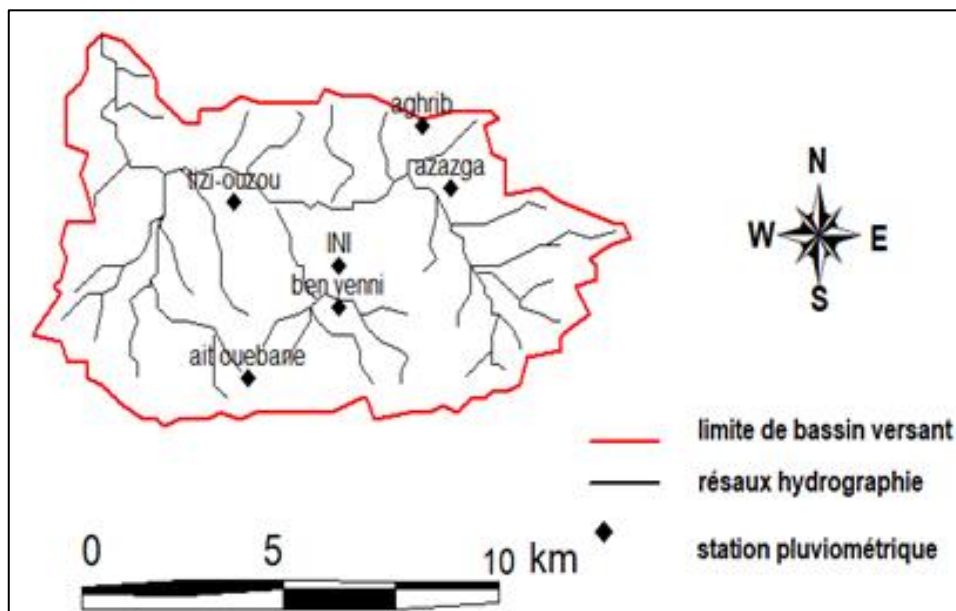 aghrib
azazga
tizi-ouzou
INI
ben yenni
ait ouebane
N
W E
S
limite de bassin versant
résaux hydrographie
station pluviométrique
0 5 10 km